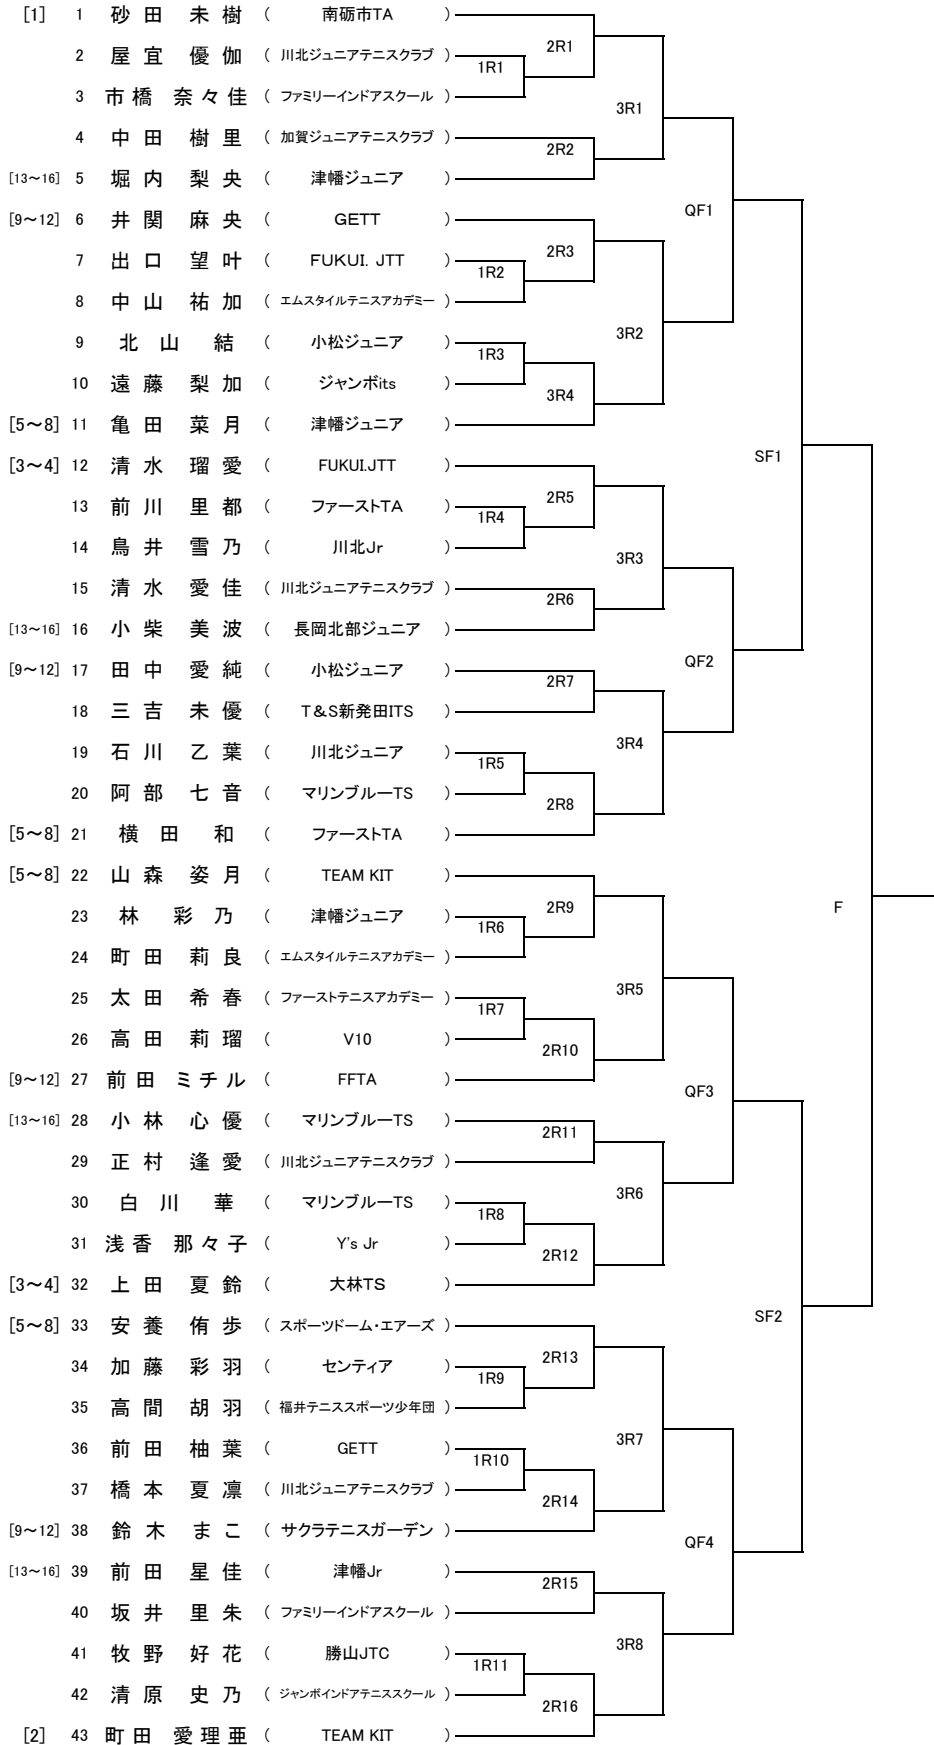 [1] 1 砂田 未樹 ( 南砺市TA )
2R1
2 屋宜 優伽 ( 川北ジュニアテニスクラブ )
1R1
3 市橋 奈々佳 ( ファミリーインドアスクール )
3R1
4 中田 樹里 ( 加賀ジュニアテニスクラブ )
2R2
[13～16] 5 堀内 梨央 ( 津幡ジュニア )
QF1
[9～12] 6 井関 麻央 ( GETT )
2R3
7 出口 望叶 ( FUKUI. JTT )
1R2
8 中山 祐加 ( エムスタイルテニスアカデミー )
3R2
9 北山 結 ( 小松ジュニア )
1R3
10 遠藤 梨加 ( ジャンボits )
3R4
[5～8] 11 亀田 菜月 ( 津幡ジュニア )
SF1
[3～4] 12 清水 瑠愛 ( FUKUI.JTT )
2R5
13 前川 里都 ( ファーストTA )
1R4
14 鳥井 雪乃 ( 川北Jr )
3R3
15 清水 愛佳 ( 川北ジュニアテニスクラブ )
2R6
[13～16] 16 小柴 美波 ( 長岡北部ジュニア )
QF2
[9～12] 17 田中 愛純 ( 小松ジュニア )
2R7
18 三吉 未優 ( T＆S新発田ITS )
3R4
19 石川 乙葉 ( 川北ジュニア )
1R5
20 阿部 七音 ( マリンブルーTS )
2R8
[5～8] 21 横田 和 ( ファーストTA )
[5～8] 22 山森 姿月 ( TEAM KIT )
2R9
F
23 林 彩乃 ( 津幡ジュニア )
1R6
24 町田 莉良 ( エムスタイルテニスアカデミー )
3R5
25 太田 希春 ( ファーストテニスアカデミー )
1R7
26 高田 莉瑠 ( V10 )
2R10
[9～12] 27 前田 ミチル ( FFTA )
QF3
[13～16] 28 小林 心優 ( マリンブルーTS )
2R11
29 正村 逢愛 ( 川北ジュニアテニスクラブ )
3R6
30 白川 華 ( マリンブルーTS )
1R8
31 浅香 那々子 ( Y's Jr )
2R12
[3～4] 32 上田 夏鈴 ( 大林TS )
SF2
[5～8] 33 安養 侑歩 ( スポーツドーム・エアーズ )
2R13
34 加藤 彩羽 ( センティア )
1R9
35 高間 胡羽 ( 福井テニススポーツ少年団 )
3R7
36 前田 柚葉 ( GETT )
1R10
37 橋本 夏凛 ( 川北ジュニアテニスクラブ )
2R14
[9～12] 38 鈴木 まこ ( サクラテニスガーデン )
QF4
[13～16] 39 前田 星佳 ( 津幡Jr )
2R15
40 坂井 里朱 ( ファミリーインドアスクール )
3R8
41 牧野 好花 ( 勝山JTC )
1R11
42 清原 史乃 ( ジャンボインドアテニススクール )
2R16
[2] 43 町田 愛理亜 ( TEAM KIT )